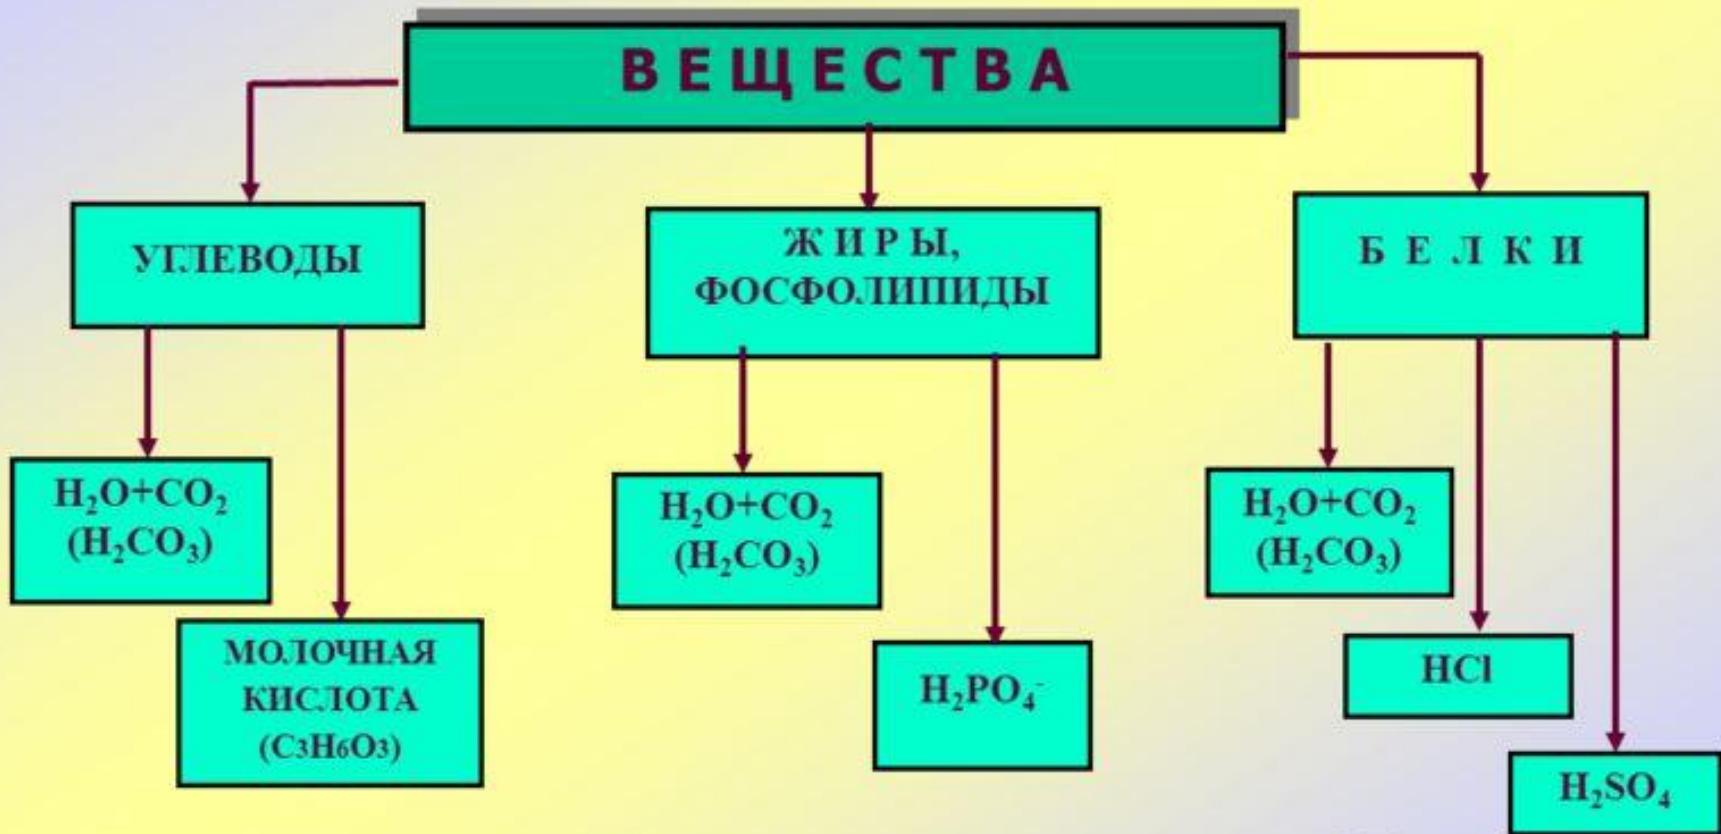 В Е Щ Е С Т В А
УГЛЕВОДЫ
Ж И Р Ы,
ФОСФОЛИПИДЫ
Б Е Л К И
H₂O+CO₂
(H₂CO₃)
МОЛОЧНАЯ
КИСЛОТА
(C3H6O3)
H₂O+CO₂
(H₂CO₃)
H₂PO₄⁻
H₂O+CO₂
(H₂CO₃)
HCl
H₂SO₄